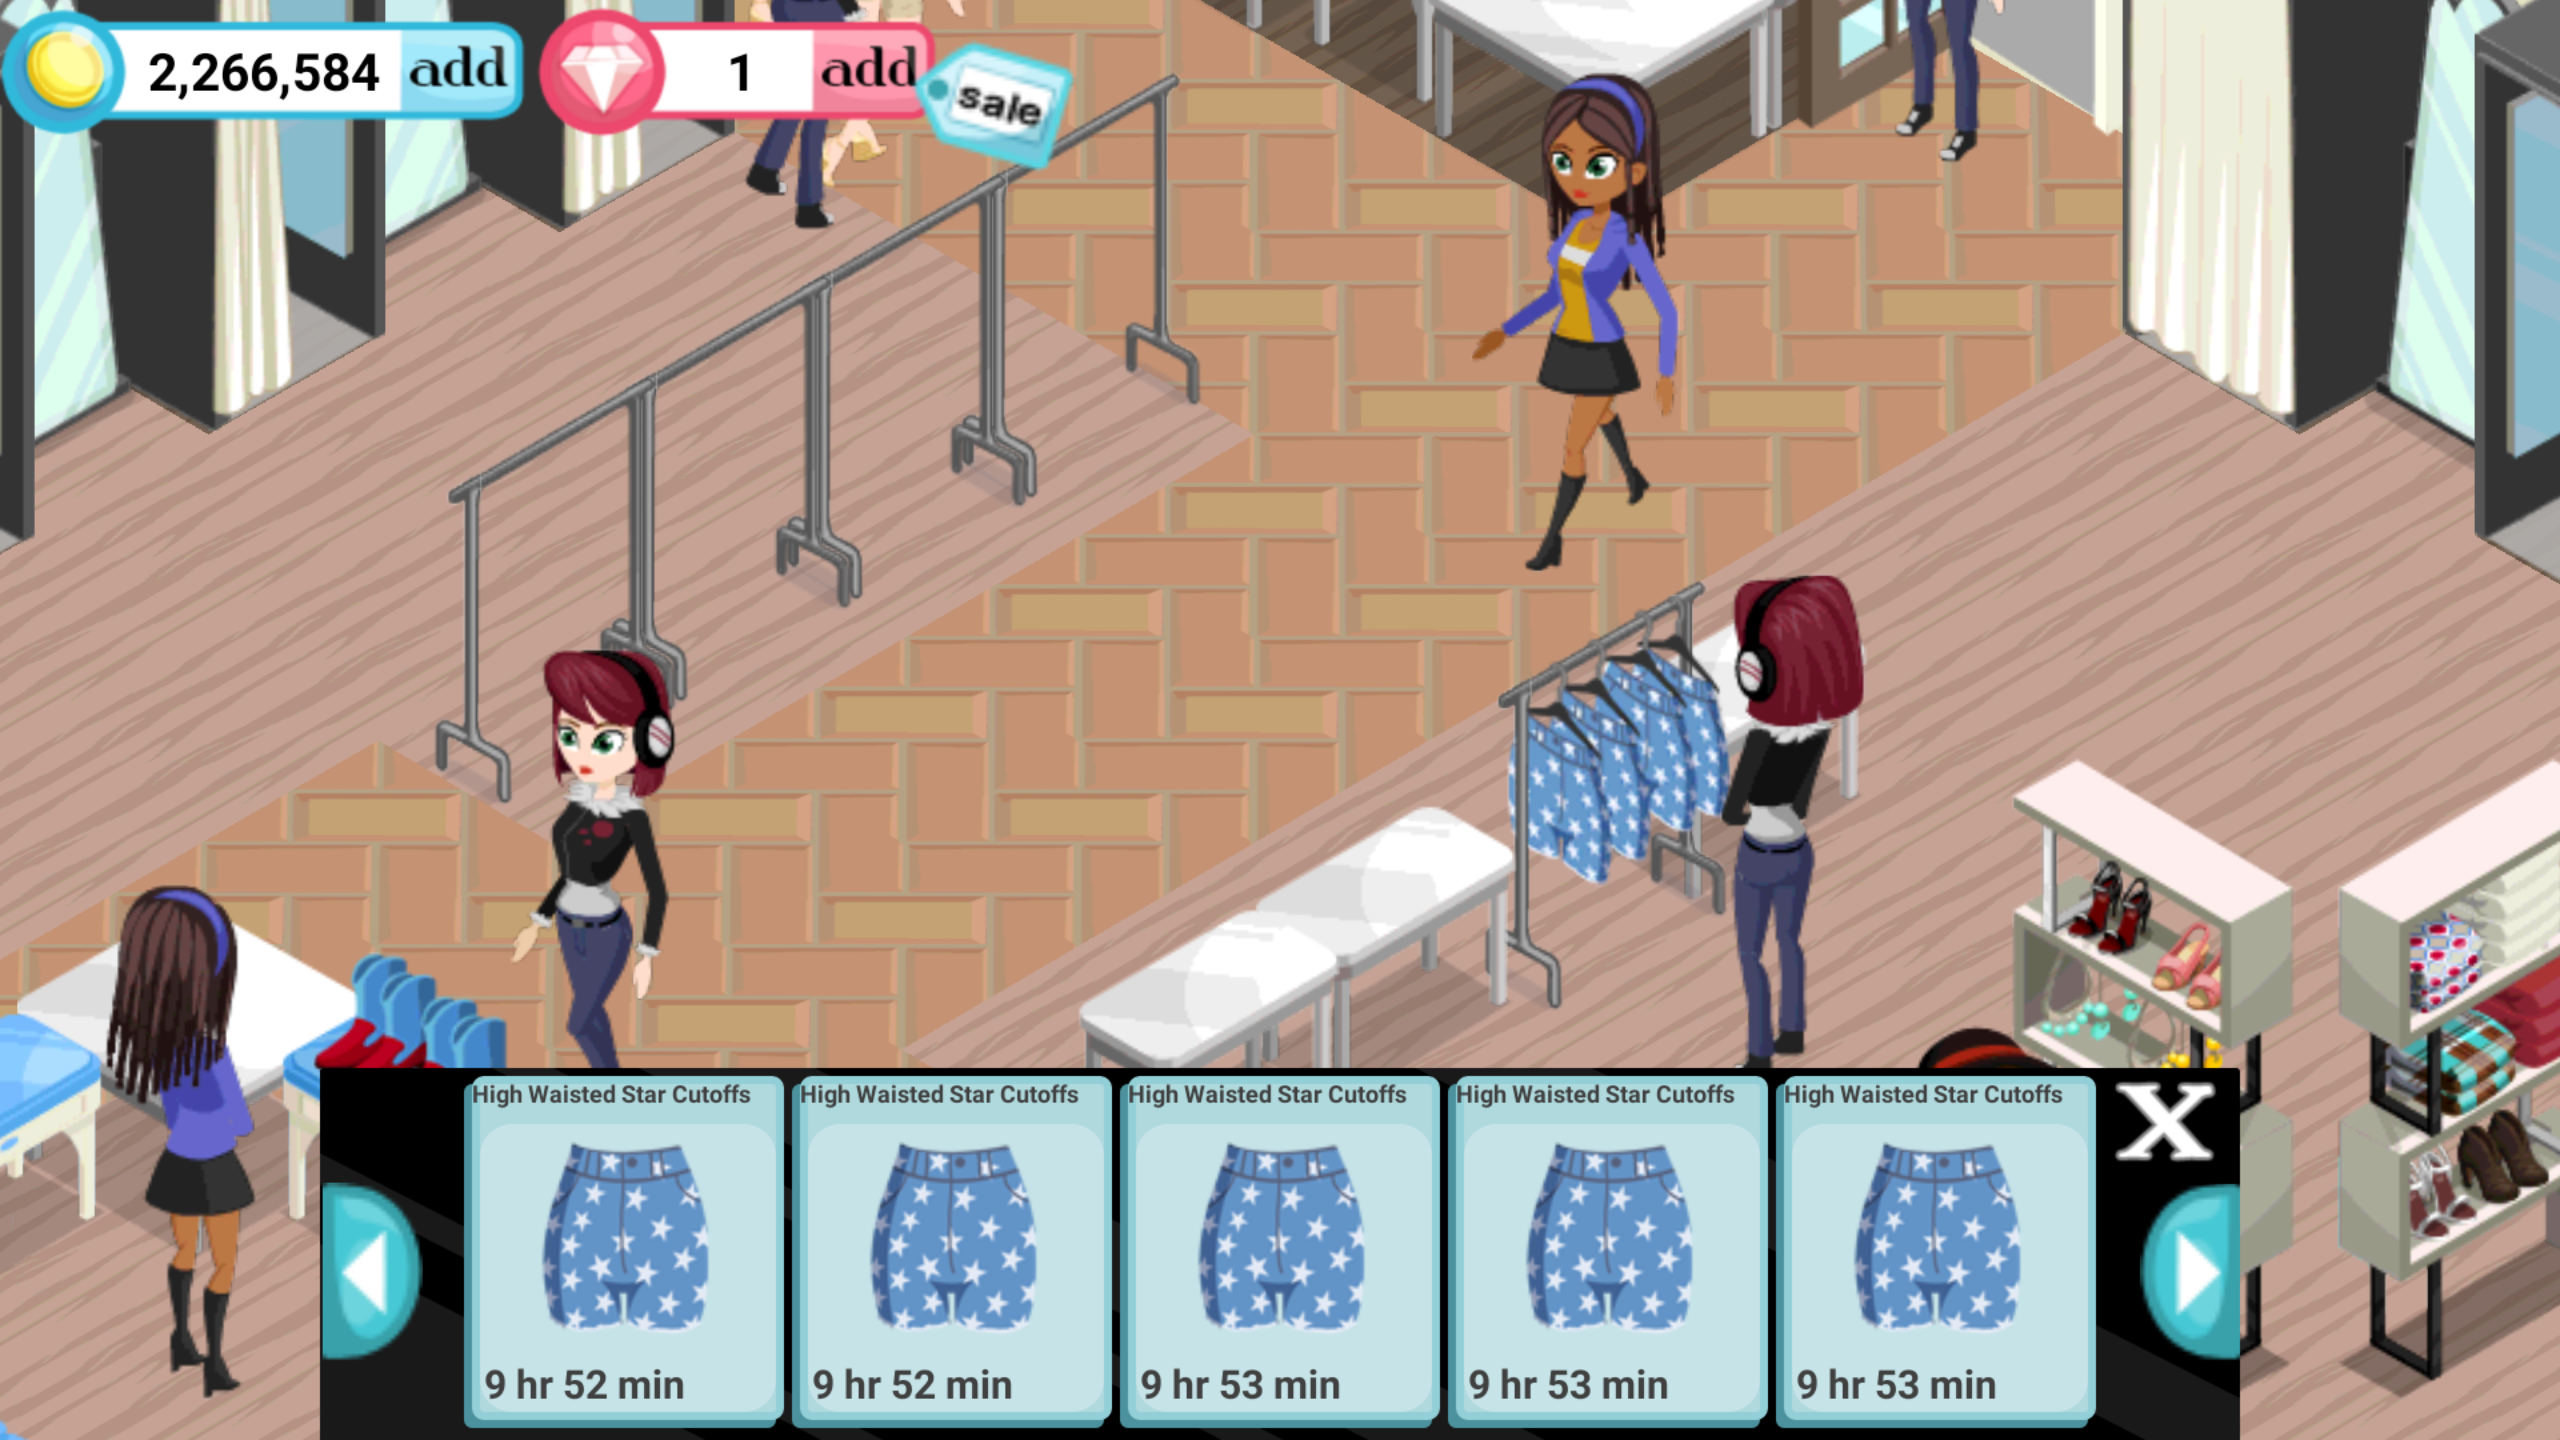 2,266,584 add 1 add
sale
High Waisted Star Cutoffs High Waisted Star Cutoffs High Waisted Star Cutoffs High Waisted Star Cutoffs High Waisted Star Cutoffs
X
9 hr 52 min 9 hr 52 min 9 hr 53 min 9 hr 53 min 9 hr 53 min